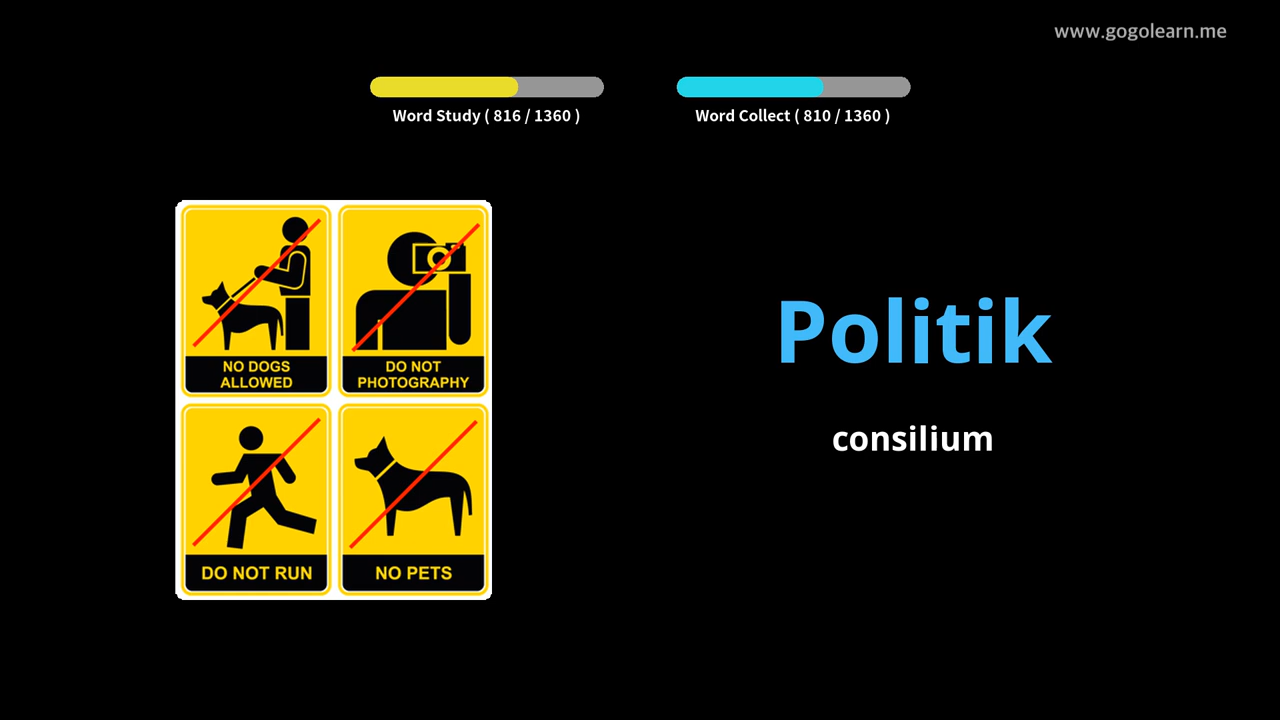 www.gogolearn.me
Word Study ( 816 / 1360 )
Word Collect ( 810 / 1360 )
NO DOGS
ALLOWED
DO NOT
PHOTOGRAPHY
DO NOT RUN
NO PETS
Politik
consilium